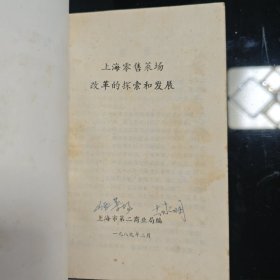 上海零售菜场
改革的探索和发展
上海市第二商业局编
一九八九年二月